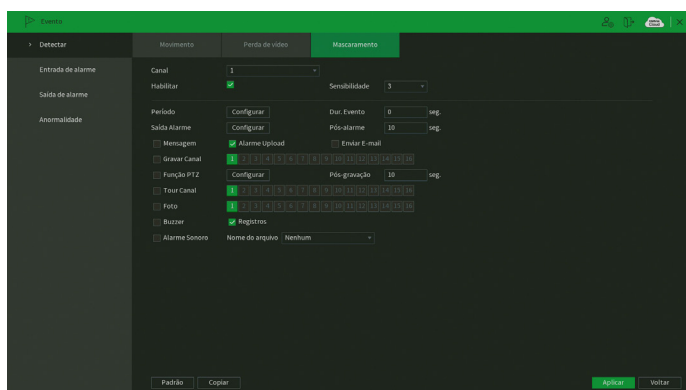 Evento
Detectar
Movimento Perda de vídeo Mascaramento
Entrada de alarme
Saída de alarme
Anormalidade
Canal 1
Habilitar Sensibilidade 3
Período Configurar Dur. Evento 0 seg.
Saída Alarme Configurar Pós-alarme 10 seg.
Mensagem Alarme Upload Enviar E-mail
Gravar Canal 1 2 3 4 5 6 7 8 9 10 11 12 13 14 15 16
Função PTZ Configurar Pós-gravação 10 seg.
Tour Canal 1 2 3 4 5 6 7 8 9 10 11 12 13 14 15 16
Foto 1 2 3 4 5 6 7 8 9 10 11 12 13 14 15 16
Buzzer Registros
Alarme Sonoro Nome do arquivo Nenhum
Padrão Copiar Aplicar Voltar